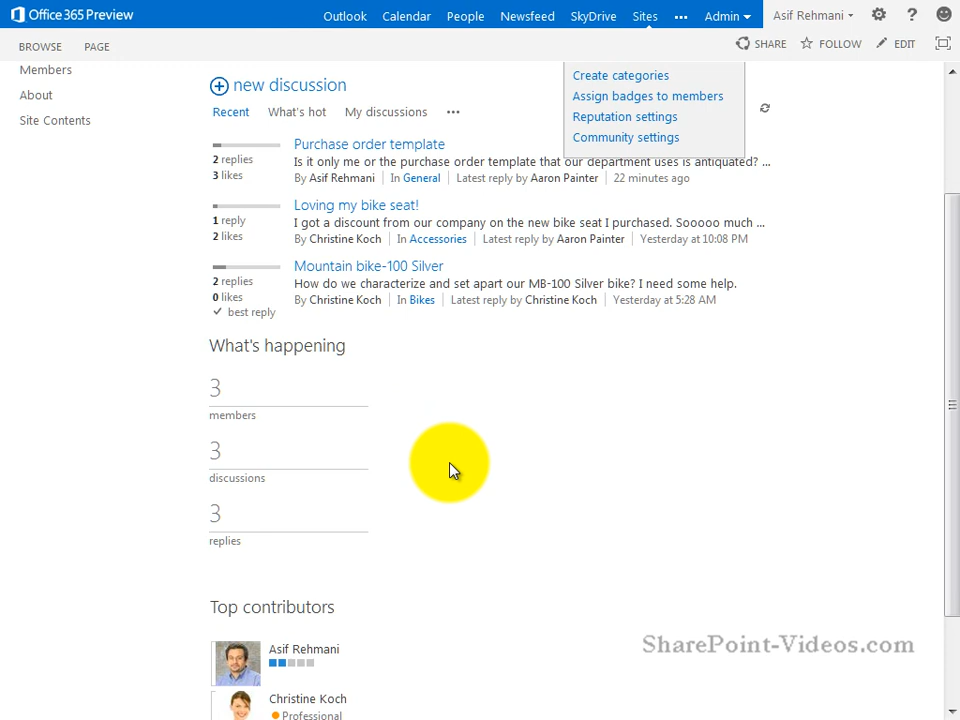 Office 365 Preview
Outlook Calendar People Newsfeed SkyDrive Sites ••• Admin Asif Rehmani ?
BROWSE PAGE SHARE FOLLOW EDIT
Members
About
Site Contents
Create categories
Assign badges to members
Reputation settings
Community settings
new discussion
Recent What's hot My discussions •••
Purchase order template
2 replies
3 likes
Is it only me or the purchase order template that our department uses is antiquated? ...
By Asif Rehmani In General Latest reply by Aaron Painter 22 minutes ago
Loving my bike seat!
1 reply
2 likes
I got a discount from our company on the new bike seat I purchased. Sooooo much ...
By Christine Koch In Accessories Latest reply by Aaron Painter Yesterday at 10:08 PM
Mountain bike-100 Silver
2 replies
0 likes
best reply
How do we characterize and set apart our MB-100 Silver bike? I need some help.
By Christine Koch In Bikes Latest reply by Christine Koch Yesterday at 5:28 AM
What's happening
3
members
3
discussions
3
replies
Top contributors
Asif Rehmani
Christine Koch
Professional
SharePoint-Videos.com